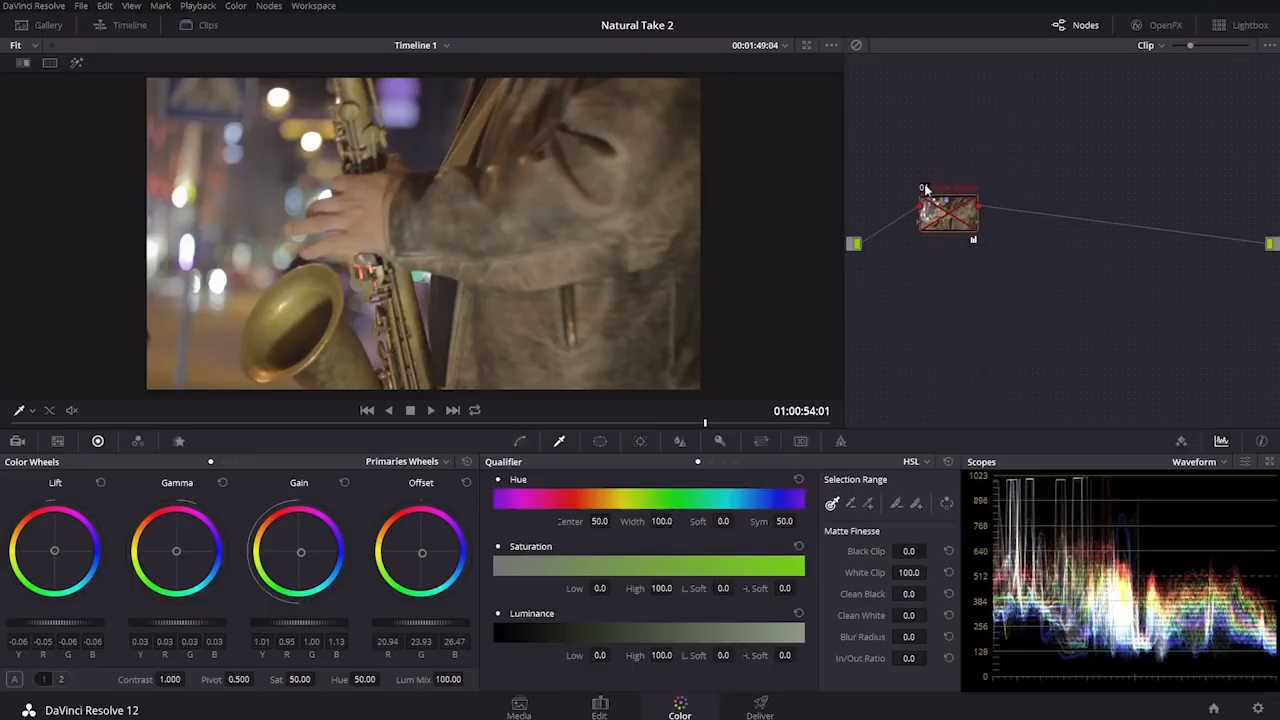 DaVinci Resolve File Edit View Mark Playback Color Nodes Workspace
Gallery Timeline Clips Natural Take 2 Nodes OpenFX Lightbox
Fit Timeline 1 00:01:49:04 Clip
01:00:54:01
Color Wheels Primaries Wheels Qualifier HSL Scopes Waveform
Lift Gamma Gain Offset
Hue
Center 50.0 Width 100.0 Soft 0.0 Sym 50.0
Saturation
Low 0.0 High 100.0 L. Soft 0.0 H. Soft 0.0
Luminance
Low 0.0 High 100.0 L. Soft 0.0 H. Soft 0.0
Selection Range
Matte Finesse
Black Clip 0.0
White Clip 100.0
Clean Black 0.0
Clean White 0.0
Blur Radius 0.0
In/Out Ratio 0.0
1023
896
768
640
512
384
256
128
0
-0.06 -0.05 -0.06 -0.06 0.03 0.03 0.03 0.03 1.01 0.95 1.00 1.13 20.94 23.93 26.47
Y R G B Y R G B Y R G B R G B
A 1 2 Contrast 1.000 Pivot 0.500 Sat 50.00 Hue 50.00 Lum Mix 100.00
DaVinci Resolve 12 Media Edit Color Deliver